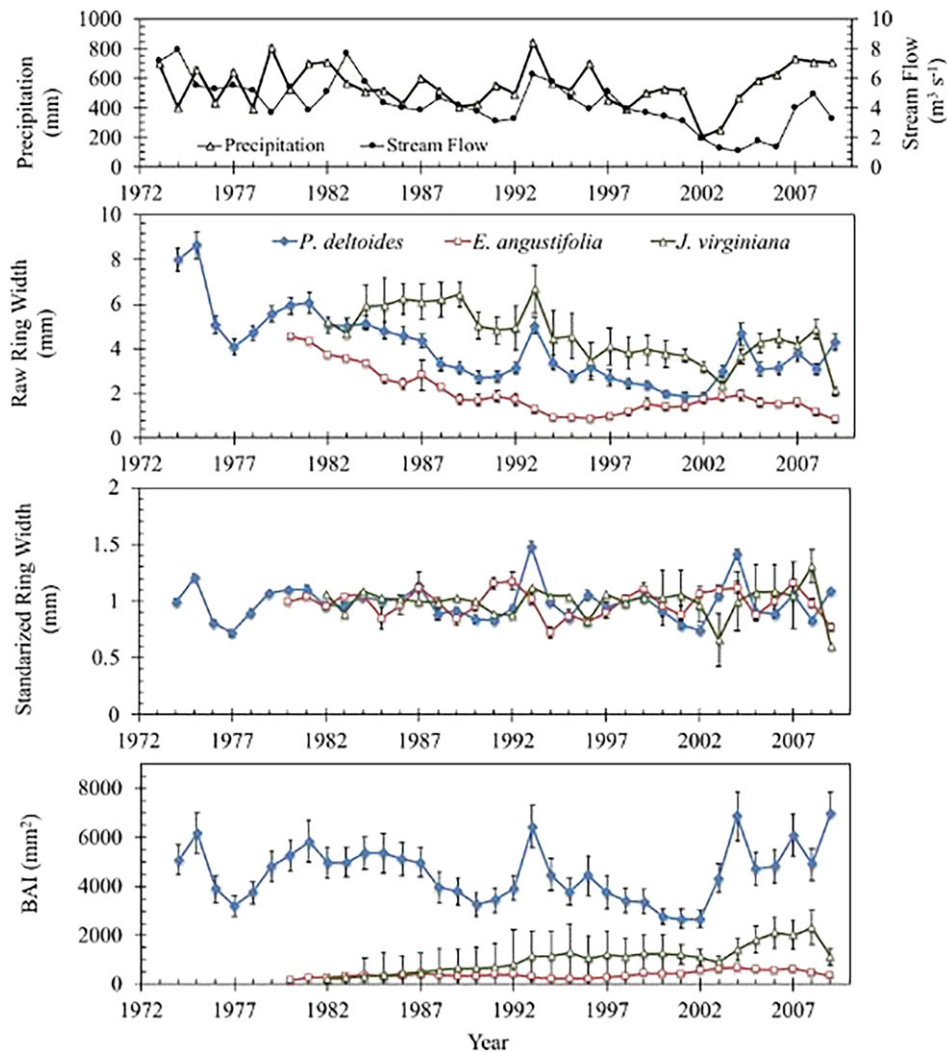 Precipitation
(mm)
1000
800
600
400
200
0
10
8
6
4
2
0
Stream Flow
(m³ s⁻¹)
Precipitation Stream Flow
1972 1977 1982 1987 1992 1997 2002 2007
Raw Ring Width
(mm)
10
8
6
4
2
0
P. deltoides E. angustifolia J. virginiana
1972 1977 1982 1987 1992 1997 2002 2007
Standarized Ring Width
(mm)
2
1.5
1
0.5
0
1972 1977 1982 1987 1992 1997 2002 2007
BAI (mm²)
8000
6000
4000
2000
0
1972 1977 1982 1987 1992 1997 2002 2007
Year